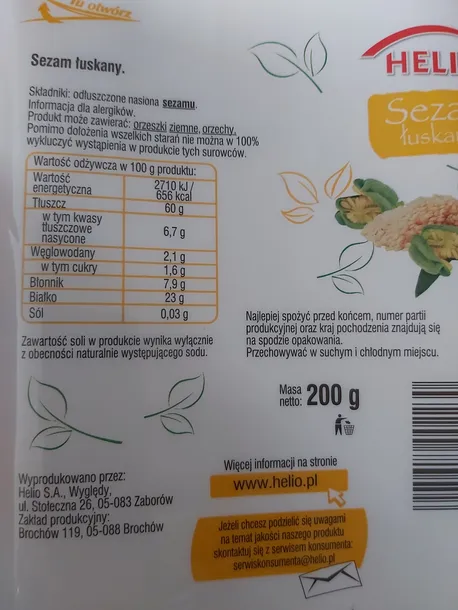 Tu otwórz
Sezam łuskany.
Składniki: odłuszczone nasiona sezamu.
Informacja dla alergików.
Produkt może zawierać: orzeszki ziemne, orzechy.
Pomimo dołożenia wszelkich starań nie można w 100%
wykluczyć wystąpienia w produkcie tych surowców.
Wartość odżywcza w 100 g produktu:
Wartość energetyczna 2710 kJ / 656 kcal
Tłuszcz 60 g
w tym kwasy tłuszczowe nasycone 6,7 g
Węglowodany 2,1 g
w tym cukry 1,6 g
Błonnik 7,9 g
Białko 23 g
Sól 0,03 g
Zawartość soli w produkcie wynika wyłącznie
z obecności naturalnie występującego sodu.
Wyprodukowano przez:
Helio S.A., Wyględy,
ul. Stołeczna 26, 05-083 Zaborów
Zakład produkcyjny:
Brochów 119, 05-088 Brochów
HELI
Seza
łuska
Najlepiej spożyć przed końcem, numer partii
produkcyjnej oraz kraj pochodzenia znajdują się
na spodzie opakowania.
Przechowywać w suchym i chłodnym miejscu.
Masa
netto: 200 g
Więcej informacji na stronie
www.helio.pl
Jeżeli chcesz podzielić się uwagami
na temat jakości naszego produktu
skontaktuj się z serwisem konsumenta:
serwiskonsumenta@helio.pl